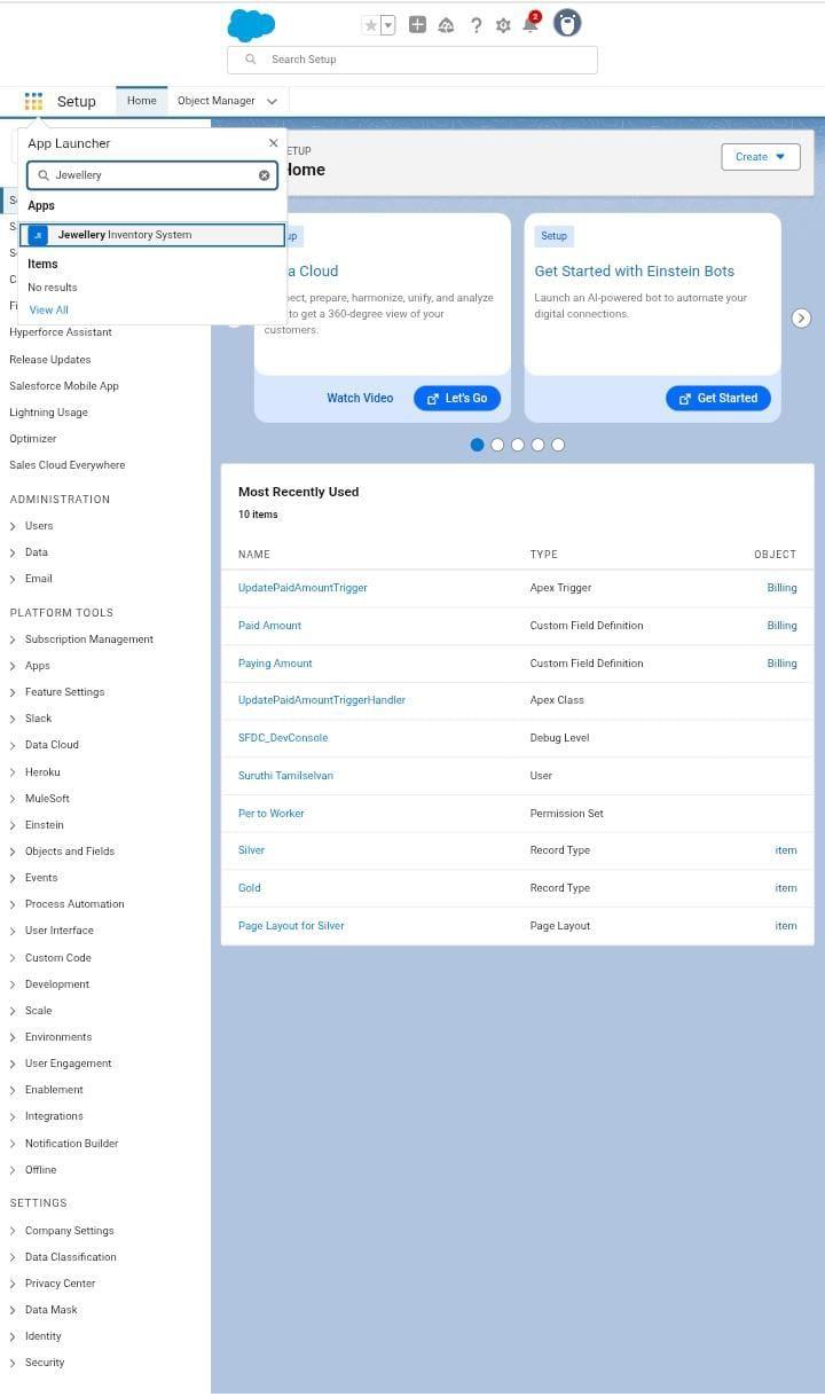 2
Search Setup
Setup
Home
Object Manager
App Launcher
Jewellery
Apps
JI
Jewellery Inventory System
Items
No results
View All
S
S
S
C
Fi
Hyperforce Assistant
Release Updates
Salesforce Mobile App
Lightning Usage
Optimizer
Sales Cloud Everywhere
ADMINISTRATION
Users
Data
Email
PLATFORM TOOLS
Subscription Management
Apps
Feature Settings
Slack
Data Cloud
Heroku
MuleSoft
Einstein
Objects and Fields
Events
Process Automation
User Interface
Custom Code
Development
Scale
Environments
User Engagement
Enablement
Integrations
Notification Builder
Offline
SETTINGS
Company Settings
Data Classification
Privacy Center
Data Mask
Identity
Security
ETUP
Home
Create
up
a Cloud
ect, prepare, harmonize, unify, and analyze
to get a 360-degree view of your
customers.
Watch Video
Let's Go
Setup
Get Started with Einstein Bots
Launch an AI-powered bot to automate your
digital connections.
Get Started
Most Recently Used
10 items
NAME TYPE OBJECT
UpdatePaidAmountTrigger Apex Trigger Billing
Paid Amount Custom Field Definition Billing
Paying Amount Custom Field Definition Billing
UpdatePaidAmountTriggerHandler Apex Class
SFDC_DevConsole Debug Level
Suruthi Tamilselvan User
Per to Worker Permission Set
Silver Record Type item
Gold Record Type item
Page Layout for Silver Page Layout item